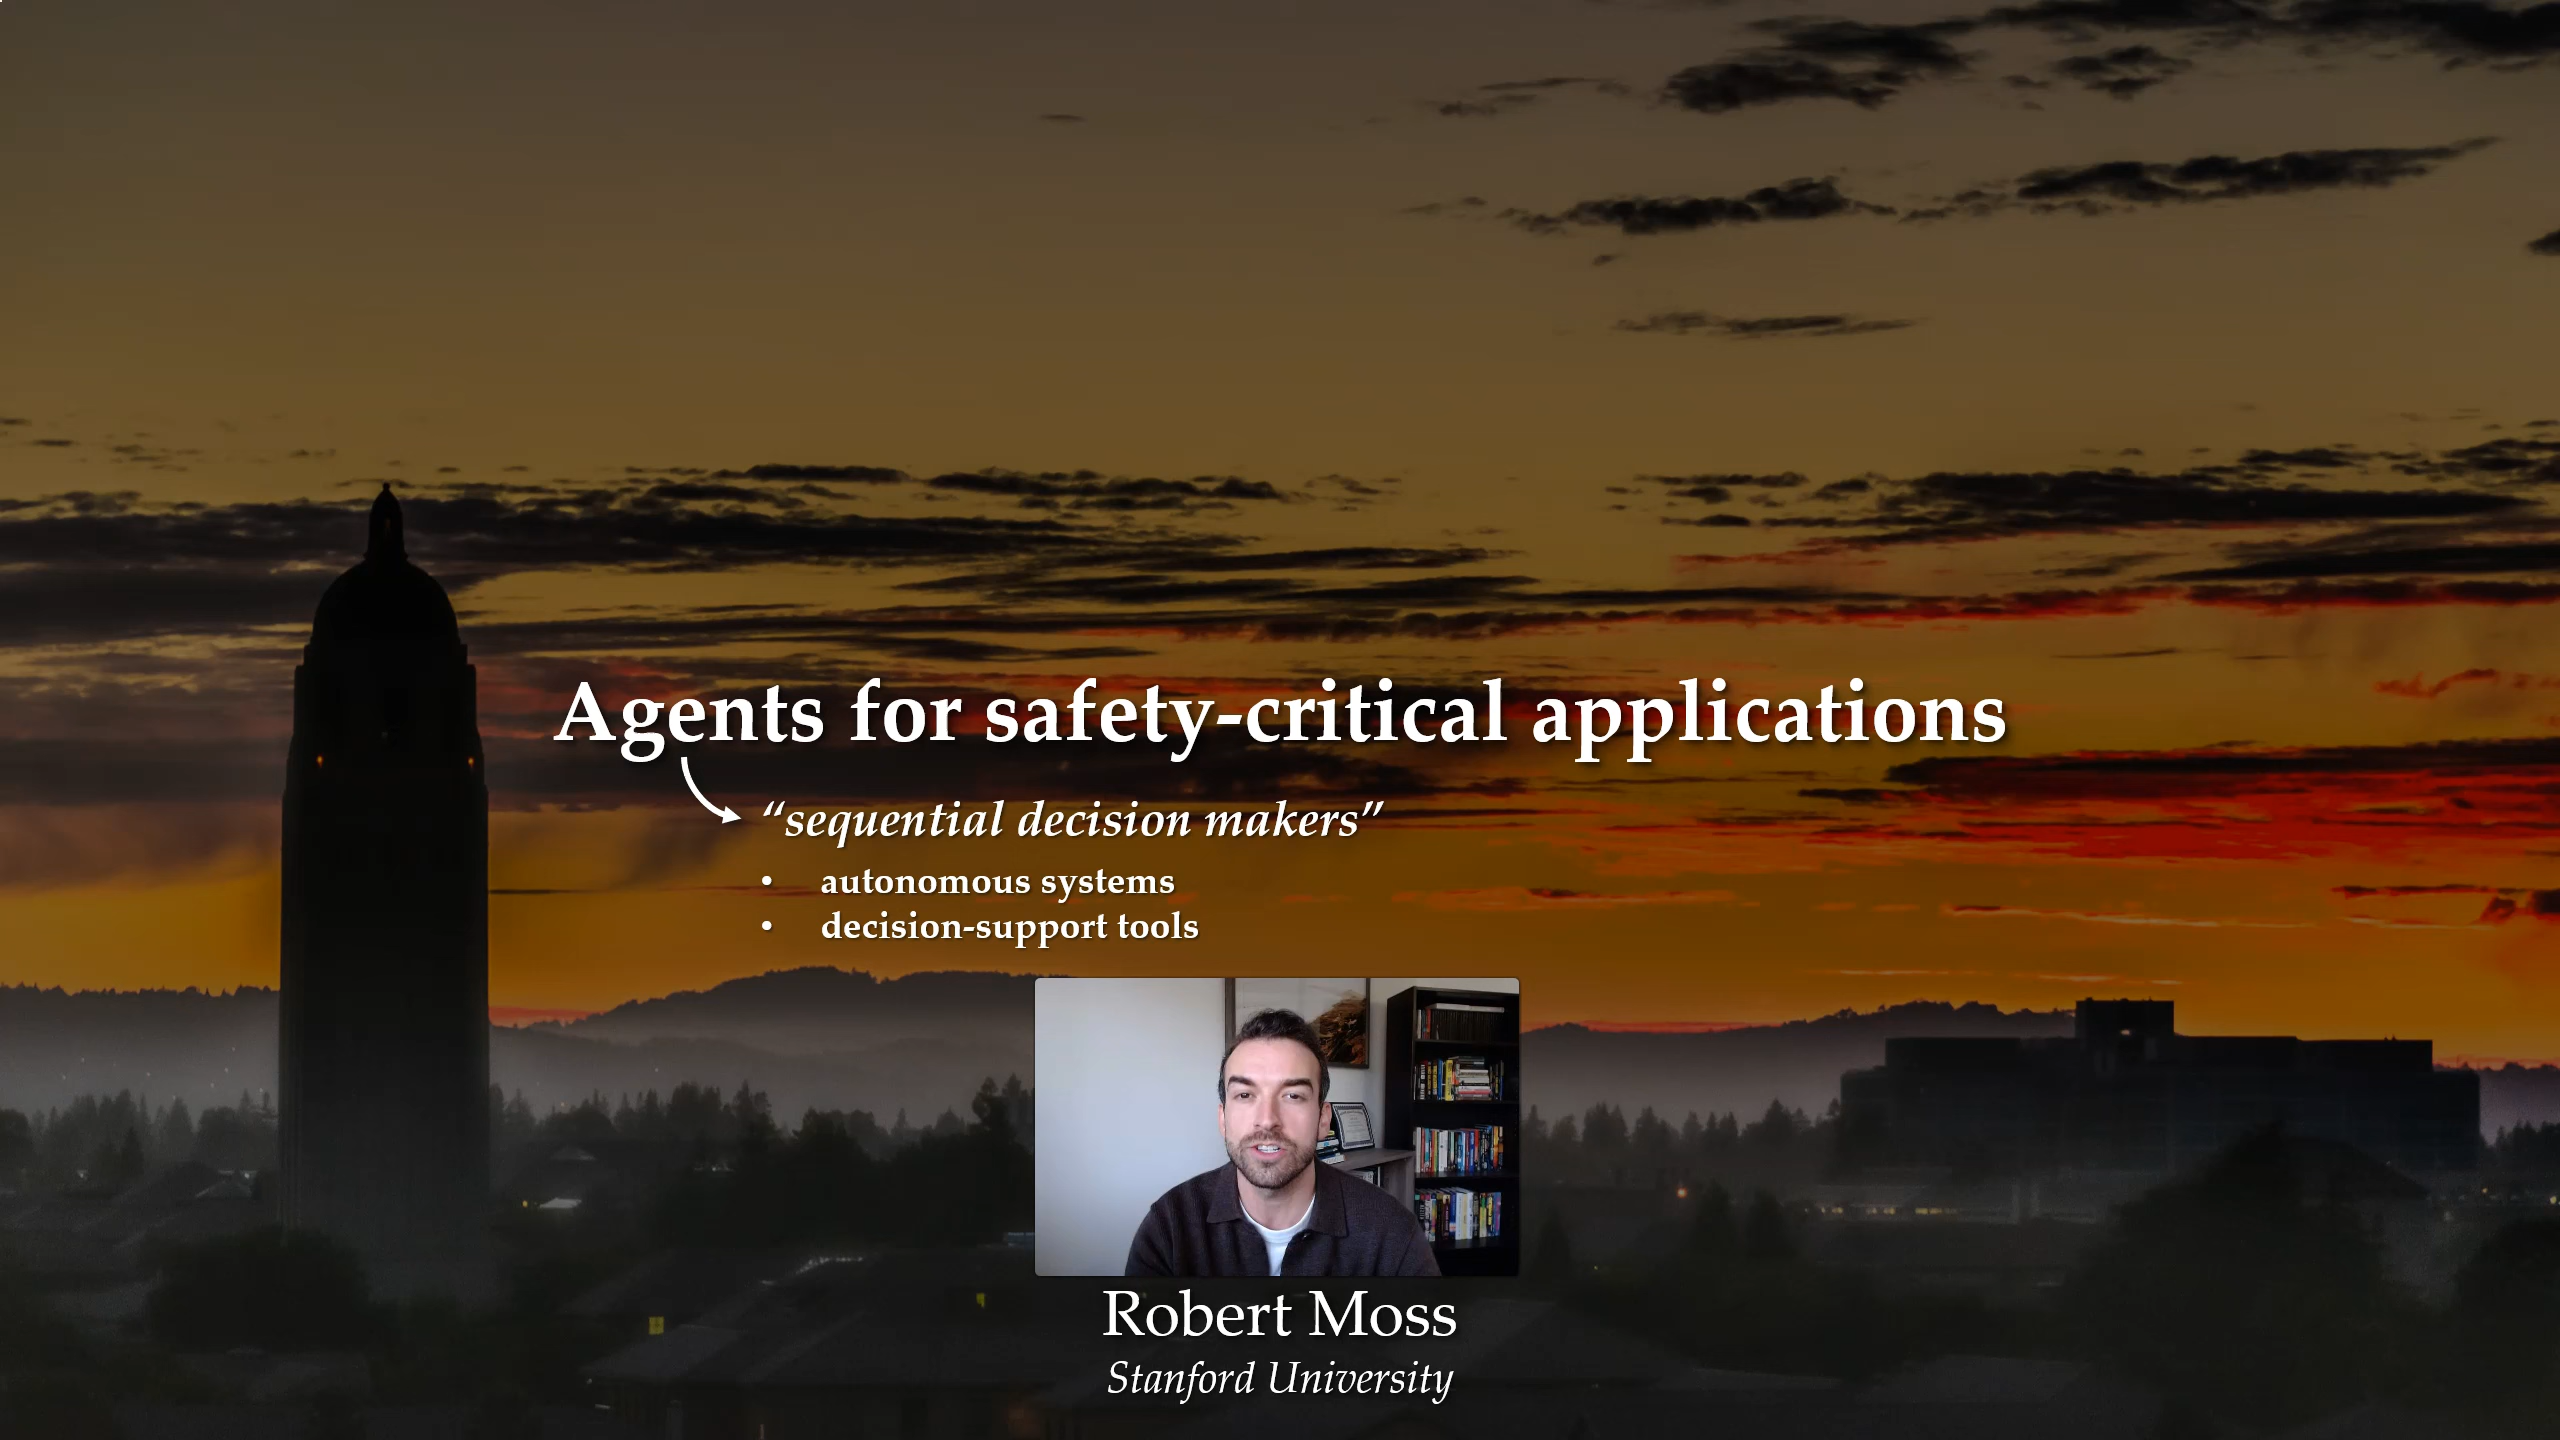 Agents for safety-critical applications
“sequential decision makers”
• autonomous systems
• decision-support tools
Robert Moss
Stanford University